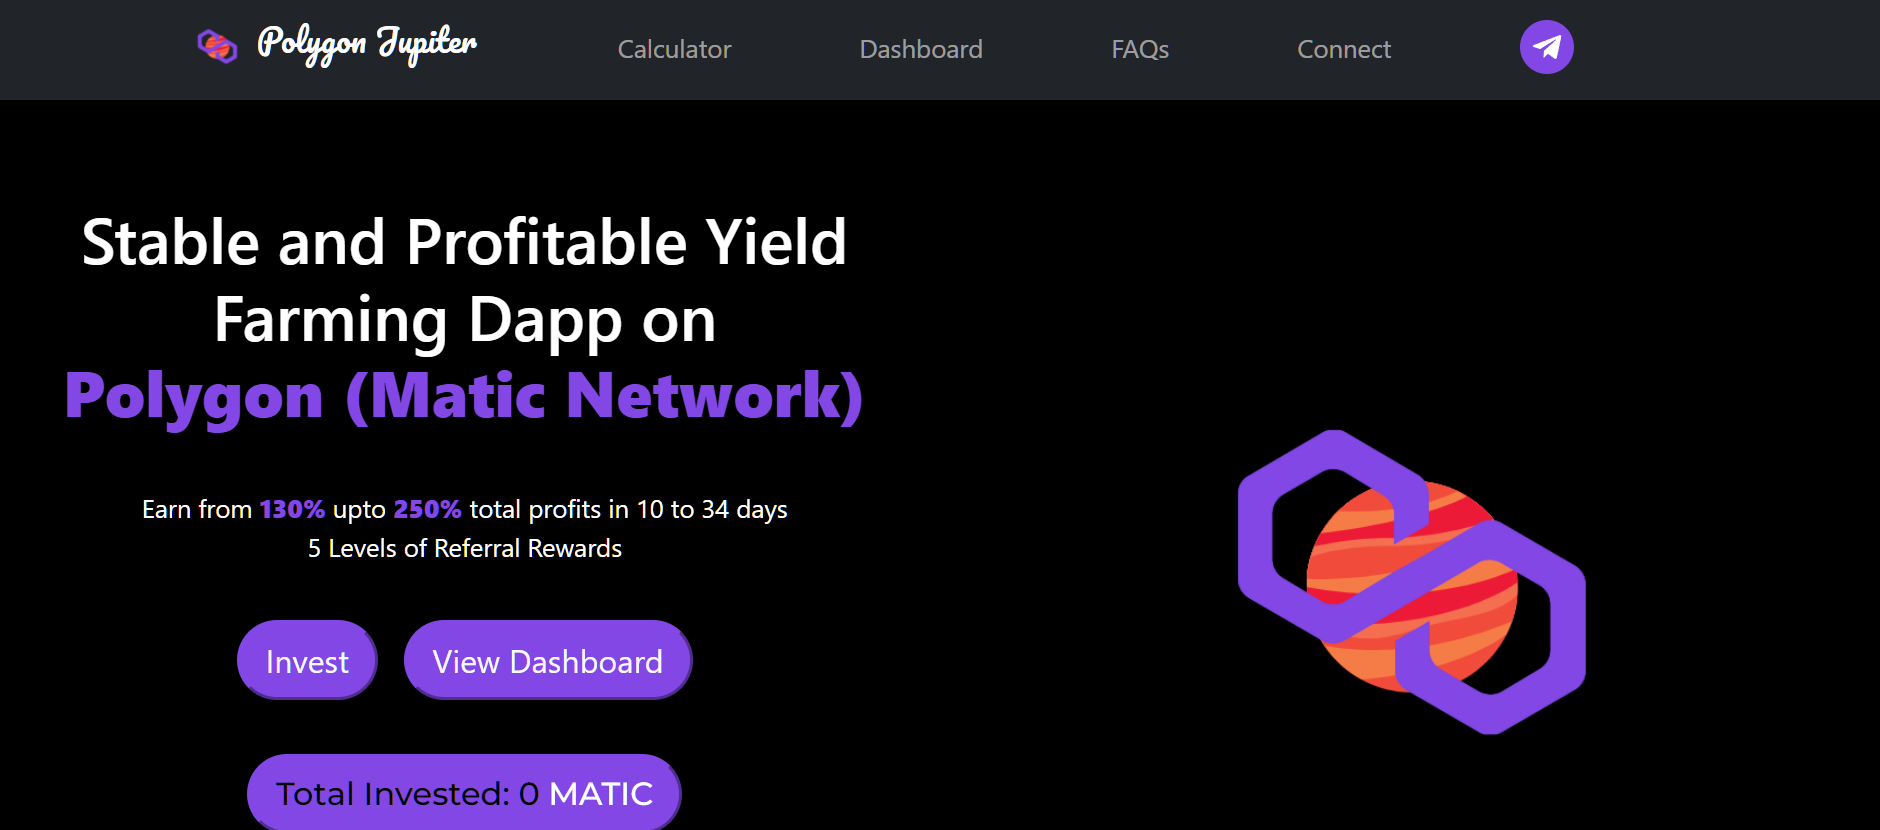 Polygon Jupiter
Calculator
Dashboard
FAQs
Connect
Stable and Profitable Yield
Farming Dapp on
Polygon (Matic Network)
Earn from 130% upto 250% total profits in 10 to 34 days
5 Levels of Referral Rewards
Invest
View Dashboard
Total Invested: 0 MATIC